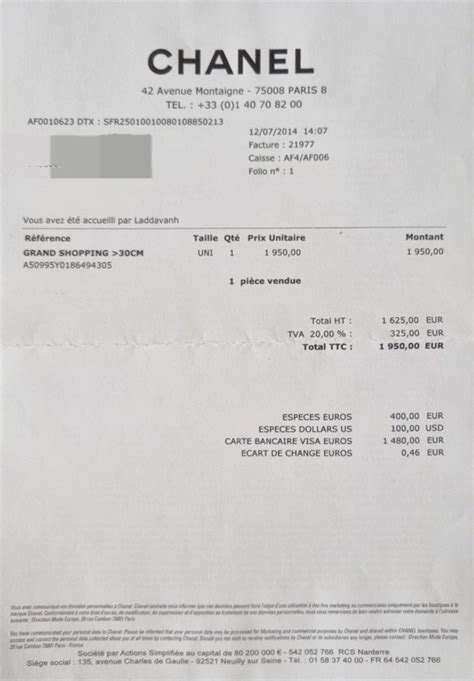 CHANEL
42 Avenue Montaigne - 75008 PARIS 8
TEL. : +33 (0)1 40 70 82 00
AF0010623 DTX : SFR25010010080108850213
12/07/2014 14:07
Facture : 21977
Caisse : AF4/AF006
Folio n° : 1
Vous avez été accueilli par Laddavanh
Référence Taille Qté Prix Unitaire Montant
GRAND SHOPPING >30CM UNI 1 1 950,00 1 950,00
A50995Y0186494305
1 pièce vendue
Total HT : 1 625,00 EUR
TVA 20,00 % : 325,00 EUR
Total TTC : 1 950,00 EUR
ESPECES EUROS 400,00 EUR
ESPECES DOLLARS US 100,00 USD
CARTE BANCAIRE VISA EUROS 1 480,00 EUR
ECART DE CHANGE EUROS 0,46 EUR
Société par Actions Simplifiée au capital de 60 200 000 € - 542 052 766 RCS Nanterre
Siège social : 135, avenue Charles de Gaulle - 92521 Neuilly sur Seine - Tél : 01 58 37 40 00 - FR 64 542 052 766